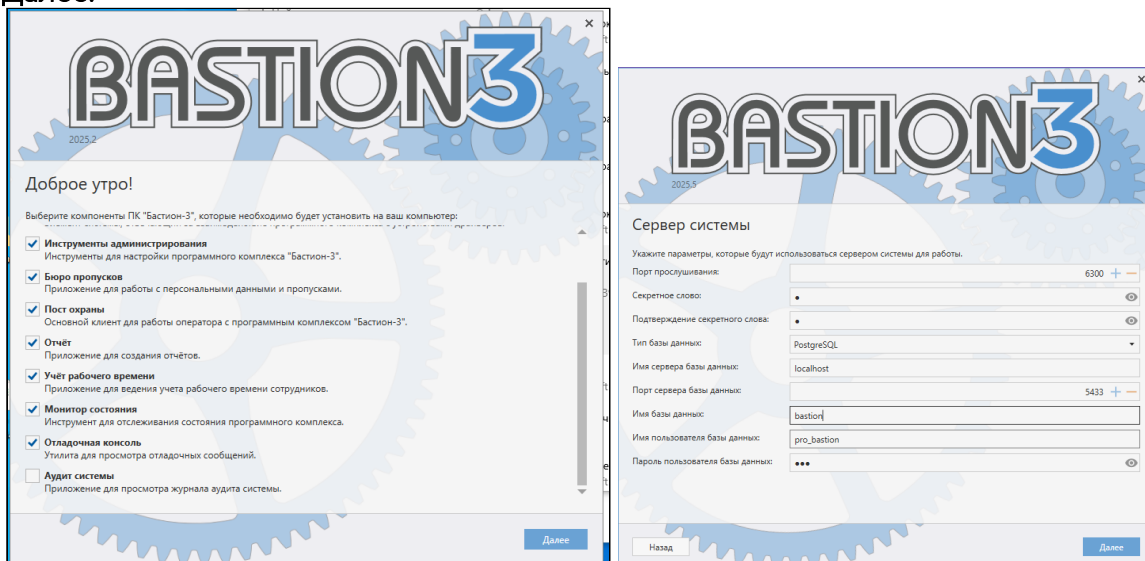 Далее.
BASTION3
2025.2
Доброе утро!
Выберите компоненты ПК "Бастион-3", которые необходимо будет установить на ваш компьютер:
Инструменты администрирования
Инструменты для настройки программного комплекса "Бастион-3".
Бюро пропусков
Приложение для работы с персональными данными и пропусками.
Пост охраны
Основной клиент для работы оператора с программным комплексом "Бастион-3".
Отчёт
Приложение для создания отчётов.
Учёт рабочего времени
Приложение для ведения учета рабочего времени сотрудников.
Монитор состояния
Инструмент для отслеживания состояния программного комплекса.
Отладочная консоль
Утилита для просмотра отладочных сообщений.
Аудит системы
Приложение для просмотра журнала аудита системы.
Далее
BASTION3
2025.5
Сервер системы
Укажите параметры, которые будут использоваться сервером системы для работы.
Порт прослушивания: 6300
Секретное слово:
Подтверждение секретного слова:
Тип базы данных: PostgreSQL
Имя сервера базы данных: localhost
Порт сервера базы данных: 5433
Имя базы данных: bastion
Имя пользователя базы данных: pro_bastion
Пароль пользователя базы данных:
Назад Далее